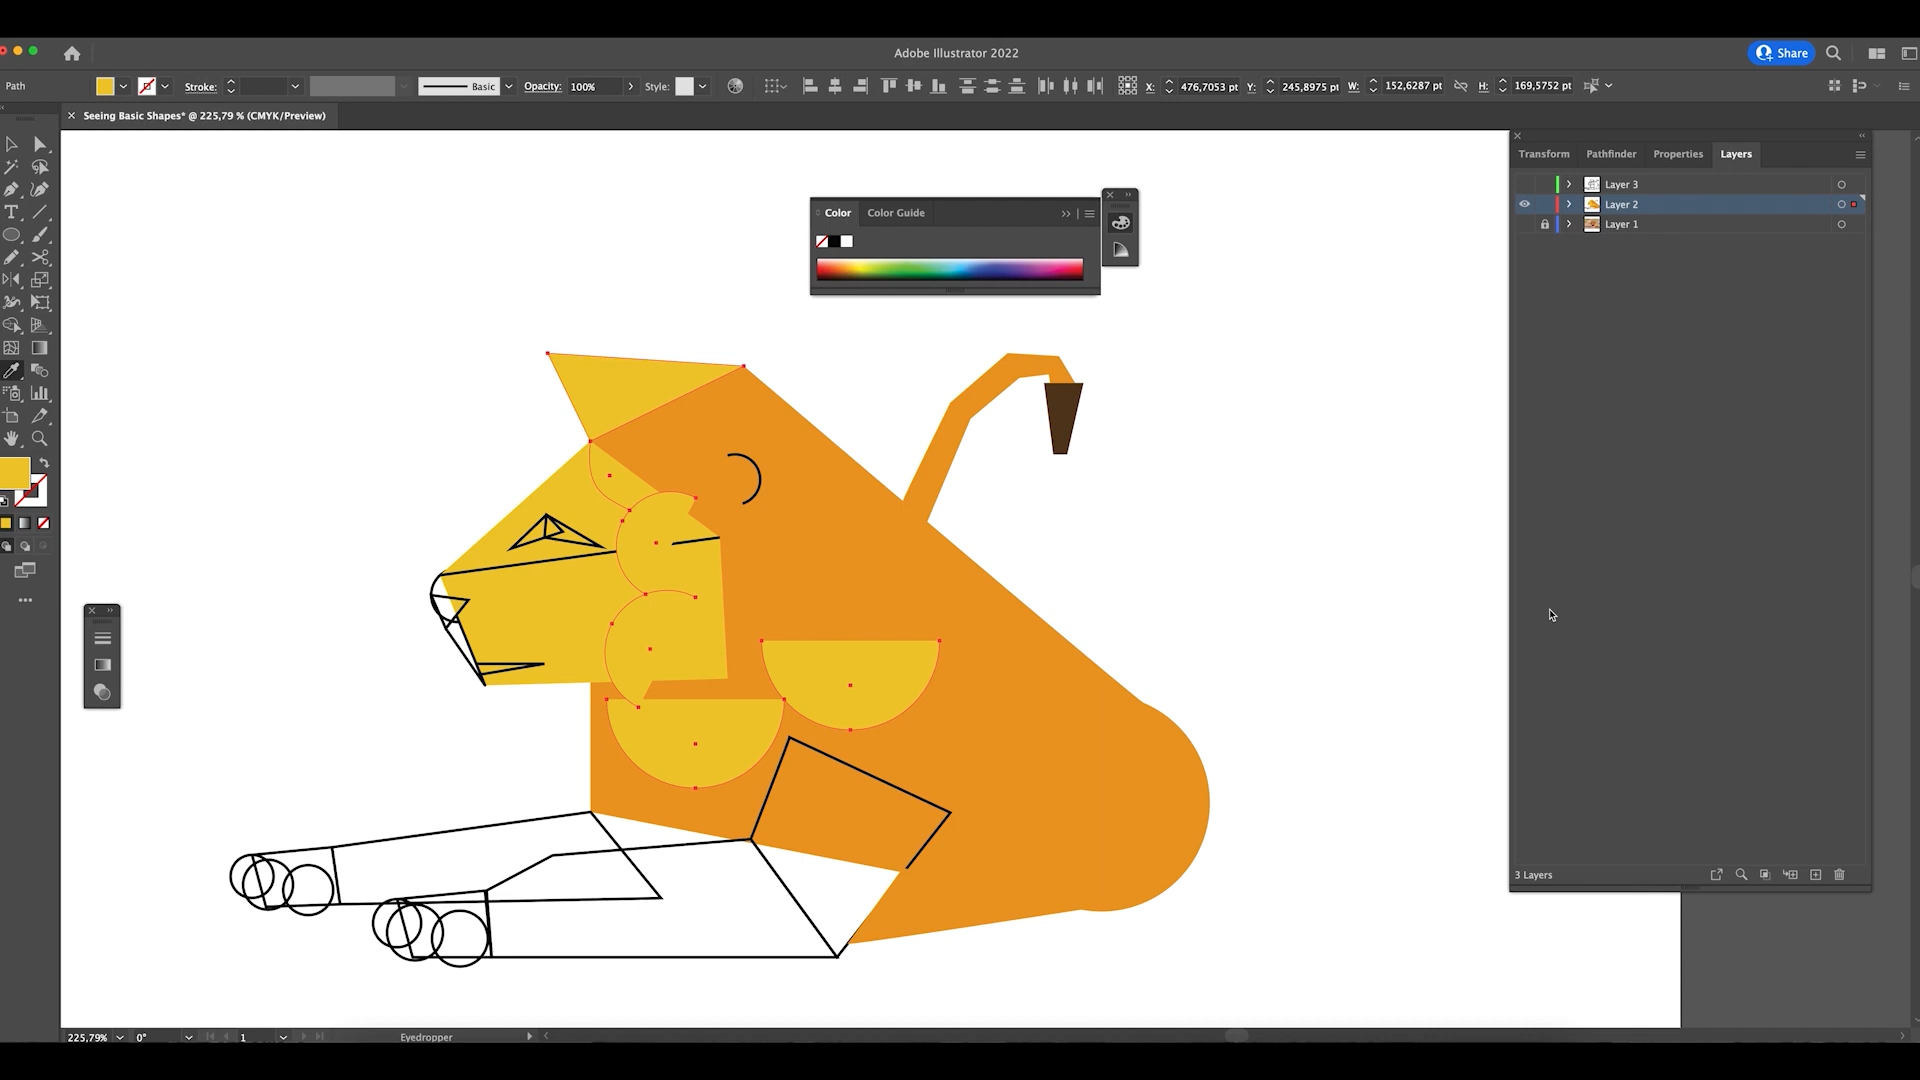 Adobe Illustrator 2022
Share
Path
Stroke:
Basic
Opacity: 100%
Style:
X: 476,7053 pt Y: 245,8975 pt W: 152,6287 pt H: 169,5752 pt
Seeing Basic Shapes* @ 225,79 % (CMYK/Preview)
Transform Pathfinder Properties Layers
Layer 3
Layer 2
Layer 1
Color Color Guide
3 Layers
225,79% 0° 1 Eyedropper